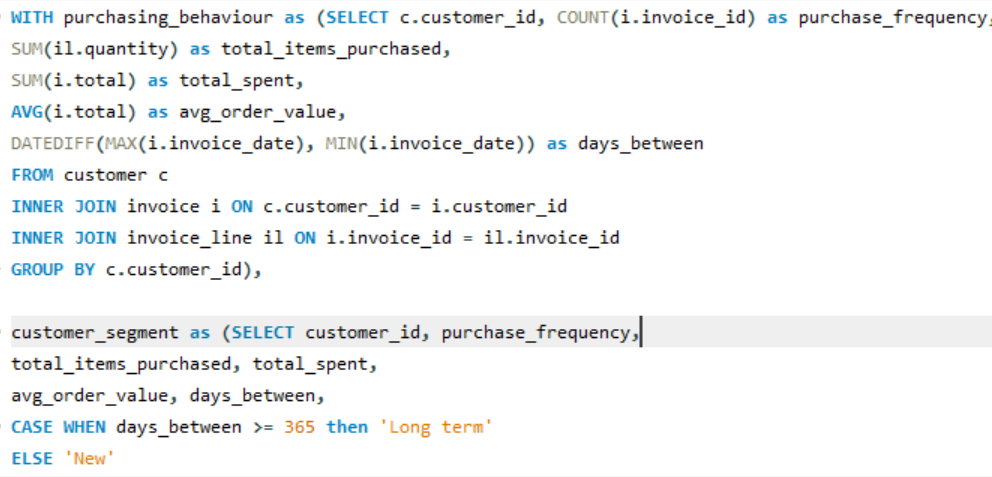 WITH purchasing_behaviour as (SELECT c.customer_id, COUNT(i.invoice_id) as purchase_frequency,
SUM(il.quantity) as total_items_purchased,
SUM(i.total) as total_spent,
AVG(i.total) as avg_order_value,
DATEDIFF(MAX(i.invoice_date), MIN(i.invoice_date)) as days_between
FROM customer c
INNER JOIN invoice i ON c.customer_id = i.customer_id
INNER JOIN invoice_line il ON i.invoice_id = il.invoice_id
GROUP BY c.customer_id),
customer_segment as (SELECT customer_id, purchase_frequency,
total_items_purchased, total_spent,
avg_order_value, days_between,
CASE WHEN days_between >= 365 then 'Long term'
ELSE 'New'